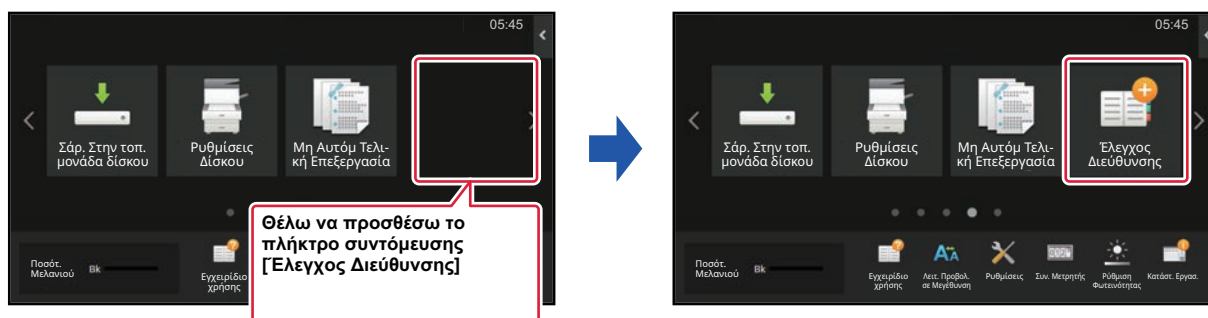 05:45
Σάρ. Στην τοπ.
μονάδα δίσκου
Ρυθμίσεις
Δίσκου
Μη Αυτόμ Τελι-
κή Επεξεργασία
Θέλω να προσθέσω το
πλήκτρο συντόμευσης
[Έλεγχος Διεύθυνσης]
Ποσότ.
Μελανιού
Bk
Εγχειρίδιο
χρήσης
05:45
Σάρ. Στην τοπ.
μονάδα δίσκου
Ρυθμίσεις
Δίσκου
Μη Αυτόμ Τελι-
κή Επεξεργασία
Έλεγχος
Διεύθυνσης
Ποσότ.
Μελανιού
Bk
Εγχειρίδιο
χρήσης
Λειτ. Προβολ.
σε Μεγέθυνση
Ρυθμίσεις
Συν. Μετρητής
Ρύθμιση
Φωτεινότητας
Κατάστ. Εργασ.